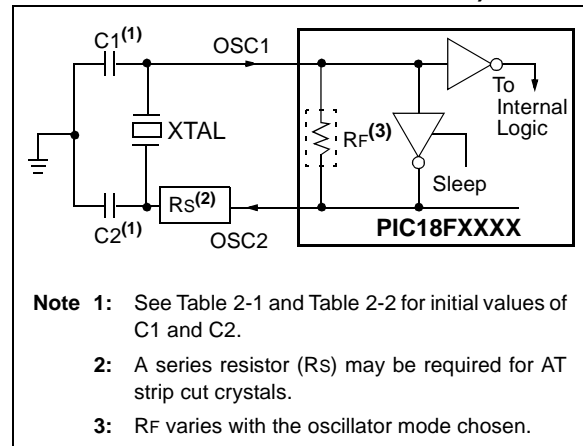 C1(1)
OSC1
To
Internal
Logic
XTAL
RF(3)
Sleep
C2(1)
RS(2)
OSC2
PIC18FXXXX
Note 1: See Table 2-1 and Table 2-2 for initial values of
C1 and C2.
2: A series resistor (RS) may be required for AT
strip cut crystals.
3: RF varies with the oscillator mode chosen.